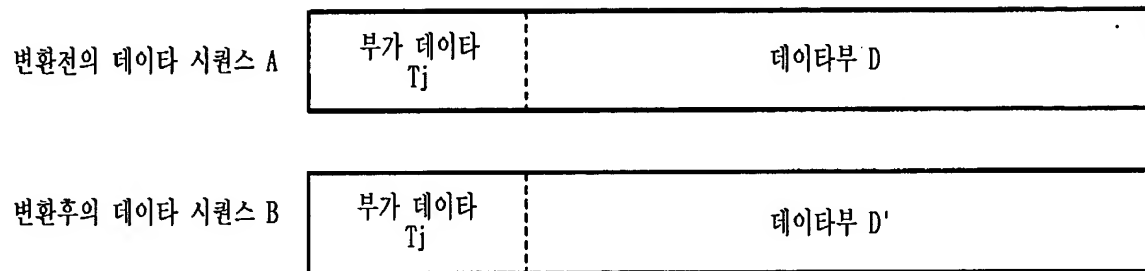 변환전의 데이타 시퀀스 A
부가 데이타
Tj
데이타부 D
변환후의 데이타 시퀀스 B
부가 데이타
Tj
데이타부 D'